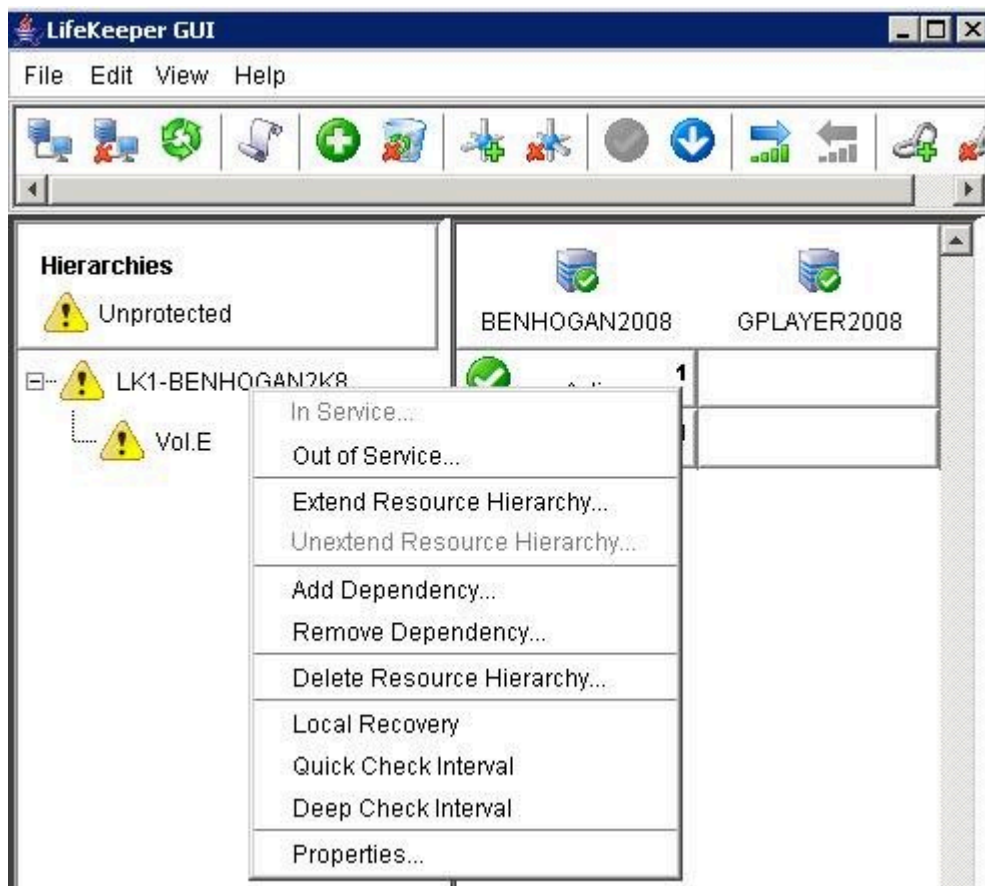 LifeKeeper GUI
File Edit View Help
Hierarchies
Unprotected
BENHOGAN2008 GPLAYER2008
LK1-BENHOGAN2K8
1
Vol.E
In Service...
Out of Service...
Extend Resource Hierarchy...
Unextend Resource Hierarchy...
Add Dependency...
Remove Dependency...
Delete Resource Hierarchy...
Local Recovery
Quick Check Interval
Deep Check Interval
Properties...